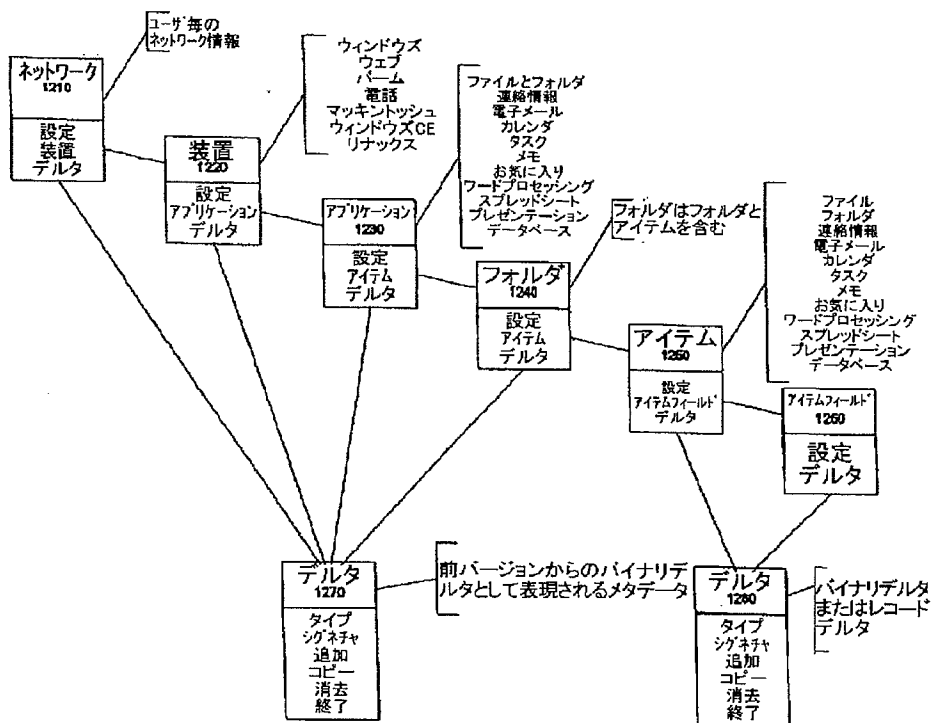 ユーザ毎の
ネットワーク情報
ネットワーク
1210
設定
装置
デルタ
ウィンドウズ
ウェブ
パーム
電話
マッキントッシュ
ウィンドウズCE
リナックス
装置
1220
設定
アプリケーション
デルタ
ファイルとフォルダ
連絡情報
電子メール
カレンダ
タスク
メモ
お気に入り
ワードプロセッシング
スプレッドシート
プレゼンテーション
データベース
アプリケーション
1230
設定
アイテム
デルタ
フォルダはフォルダと
アイテムを含む
フォルダ
1240
設定
アイテム
デルタ
ファイル
フォルダ
連絡情報
電子メール
カレンダ
タスク
メモ
お気に入り
ワードプロセッシング
スプレッドシート
プレゼンテーション
データベース
アイテム
1250
設定
アイテムフィールド
デルタ
アイテムフィールド
1260
設定
デルタ
デルタ
1270
タイプ
シグネチャ
追加
コピー
消去
終了
前バージョンからのバイナリデ
ルタとして表現されるメタデータ
デルタ
1280
タイプ
シグネチャ
追加
コピー
消去
終了
バイナリデルタ
またはレコード
デルタ